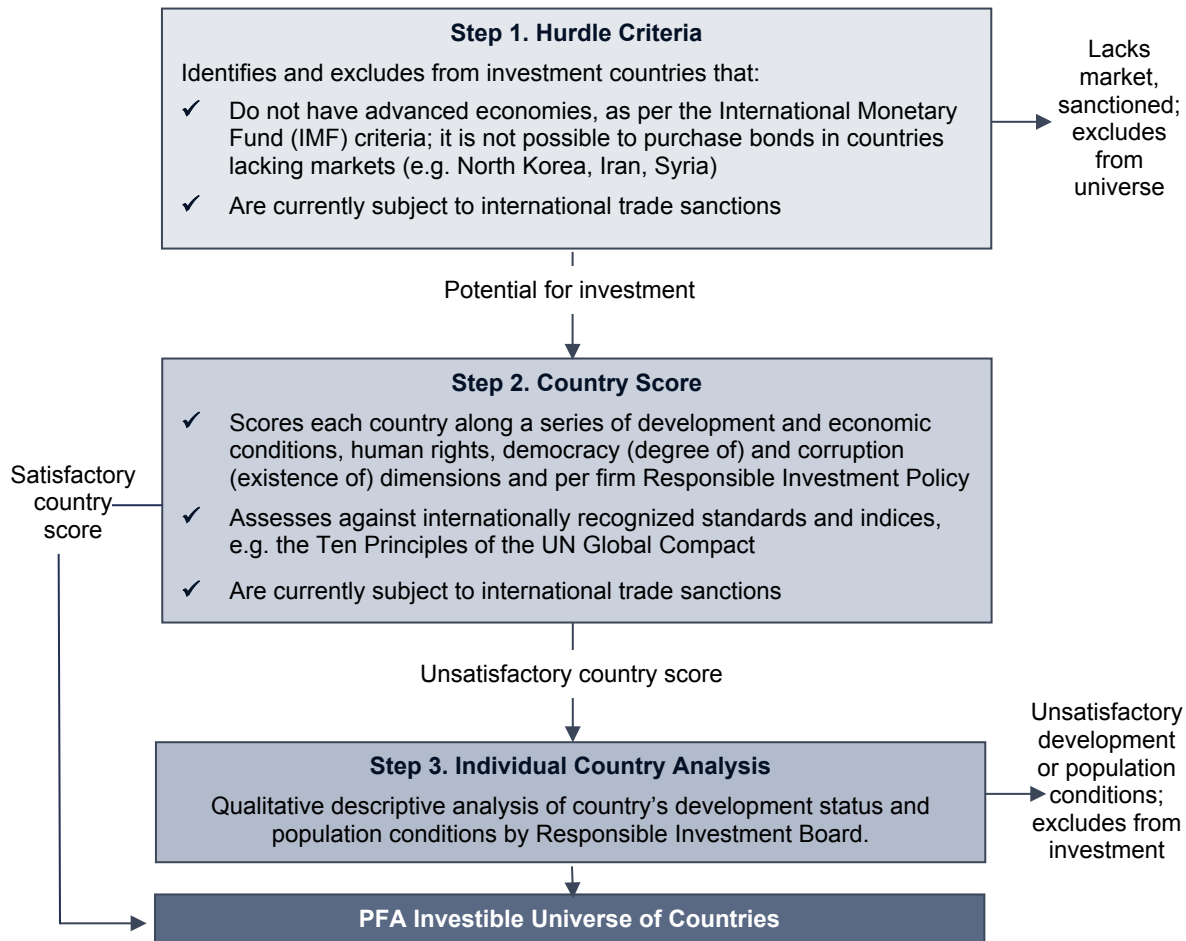 Step 1. Hurdle Criteria
Identifies and excludes from investment countries that:
✓ Do not have advanced economies, as per the International Monetary
Fund (IMF) criteria; it is not possible to purchase bonds in countries
lacking markets (e.g. North Korea, Iran, Syria)
✓ Are currently subject to international trade sanctions
Lacks
market,
sanctioned;
excludes
from
universe
Potential for investment
Step 2. Country Score
✓ Scores each country along a series of development and economic
conditions, human rights, democracy (degree of) and corruption
(existence of) dimensions and per firm Responsible Investment Policy
✓ Assesses against internationally recognized standards and indices,
e.g. the Ten Principles of the UN Global Compact
✓ Are currently subject to international trade sanctions
Satisfactory
country
score
Unsatisfactory country score
Step 3. Individual Country Analysis
Qualitative descriptive analysis of country’s development status and
population conditions by Responsible Investment Board.
Unsatisfactory
development
or population
conditions;
excludes from
investment
PFA Investible Universe of Countries